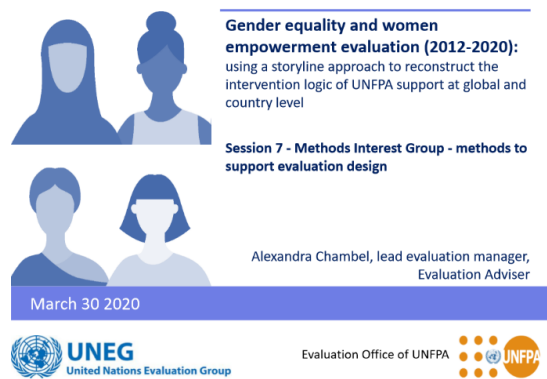 Gender equality and women
empowerment evaluation (2012-2020):
using a storyline approach to reconstruct the
intervention logic of UNFPA support at global and
country level
Session 7 - Methods Interest Group - methods to
support evaluation design
Alexandra Chambel, lead evaluation manager,
Evaluation Adviser
March 30 2020
UNEG
United Nations Evaluation Group
Evaluation Office of UNFPA
UNFPA